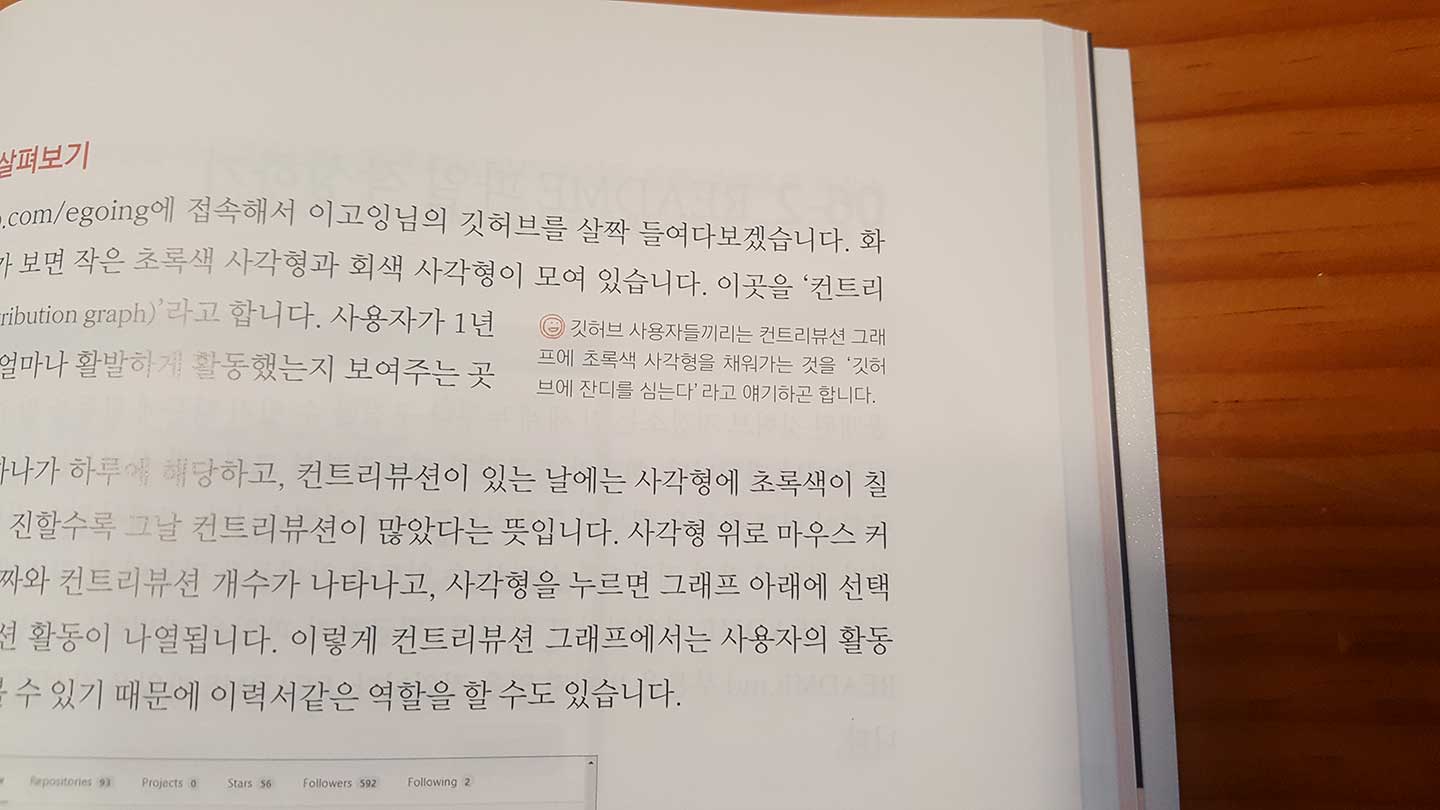 살펴보기
.com/egoing에 접속해서 이고잉님의 깃허브를 살짝 들여다보겠습니다. 화
가 보면 작은 초록색 사각형과 회색 사각형이 모여 있습니다. 이곳을 ‘컨트리
ribution graph)’라고 합니다. 사용자가 1년
얼마나 활발하게 활동했는지 보여주는 곳
깃허브 사용자들끼리는 컨트리뷰션 그래
프에 초록색 사각형을 채워가는 것을 ‘깃허
브에 잔디를 심는다’라고 얘기하곤 합니다.
하나가 하루에 해당하고, 컨트리뷰션이 있는 날에는 사각형에 초록색이 칠
진할수록 그날 컨트리뷰션이 많았다는 뜻입니다. 사각형 위로 마우스 커
짜와 컨트리뷰션 개수가 나타나고, 사각형을 누르면 그래프 아래에 선택
션 활동이 나열됩니다. 이렇게 컨트리뷰션 그래프에서는 사용자의 활동
볼 수 있기 때문에 이력서같은 역할을 할 수도 있습니다.
Repositories 93 Projects 0 Stars 56 Followers 592 Following 2